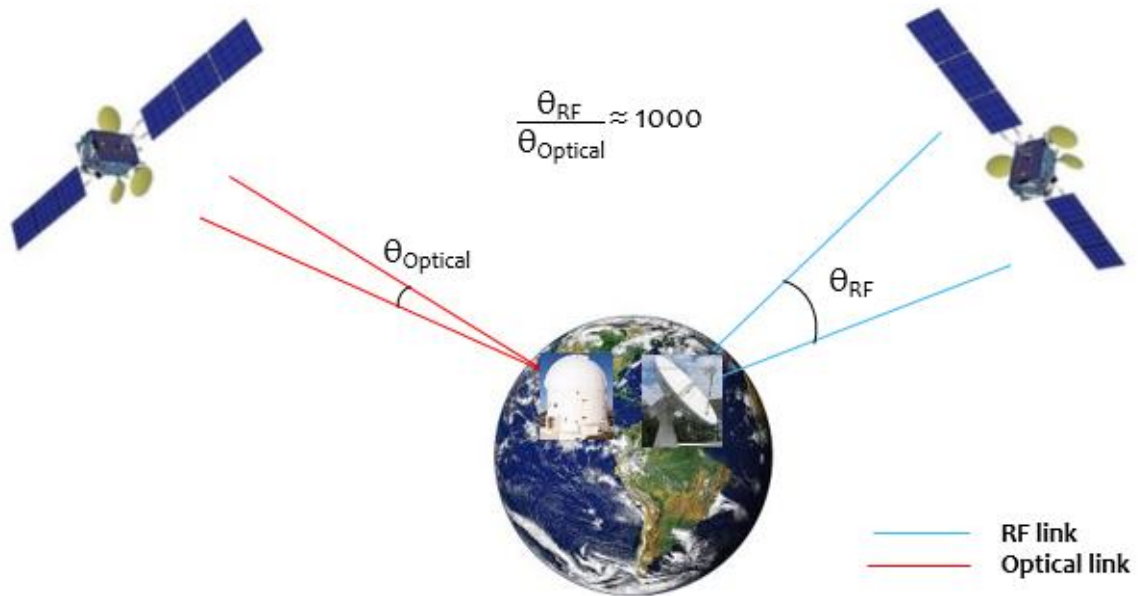 θRF
θOptical
≈ 1000
θOptical
θRF
RF link
Optical link